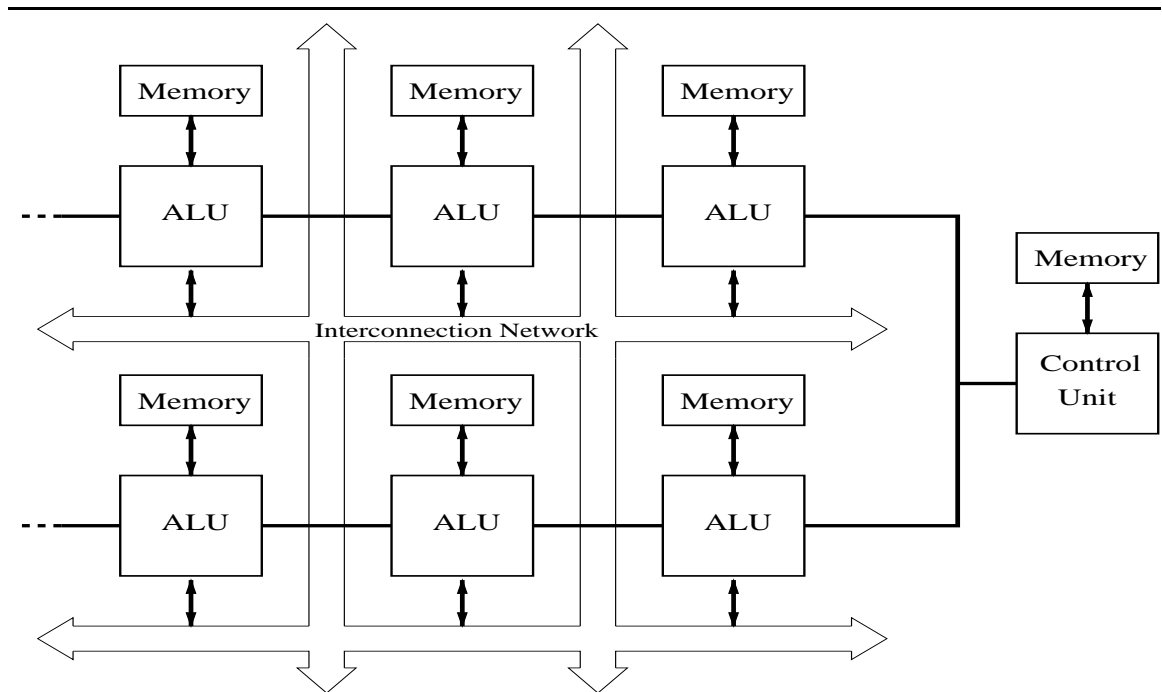 Memory
Memory
Memory
ALU
ALU
ALU
Memory
Interconnection Network
Control
Unit
Memory
Memory
Memory
ALU
ALU
ALU